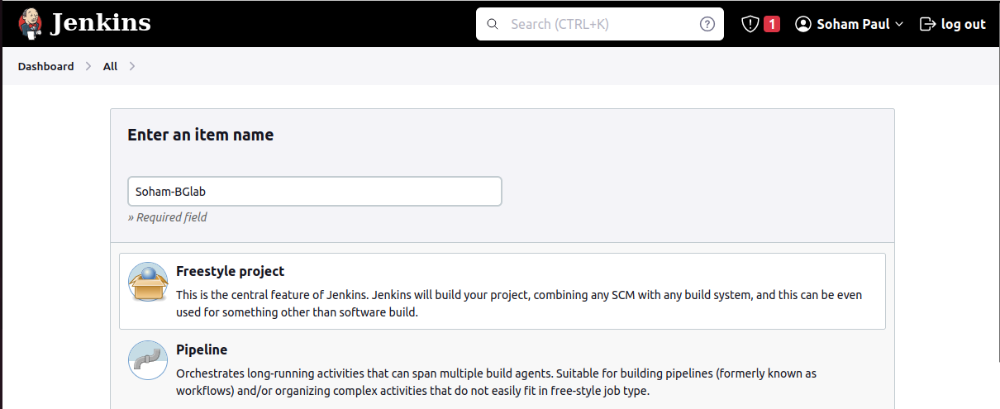 Jenkins
Search (CTRL+K)
1
Soham Paul
log out
Dashboard
All
Enter an item name
Soham-BGlab
» Required field
Freestyle project
This is the central feature of Jenkins. Jenkins will build your project, combining any SCM with any build system, and this can be even
used for something other than software build.
Pipeline
Orchestrates long-running activities that can span multiple build agents. Suitable for building pipelines (formerly known as
workflows) and/or organizing complex activities that do not easily fit in free-style job type.